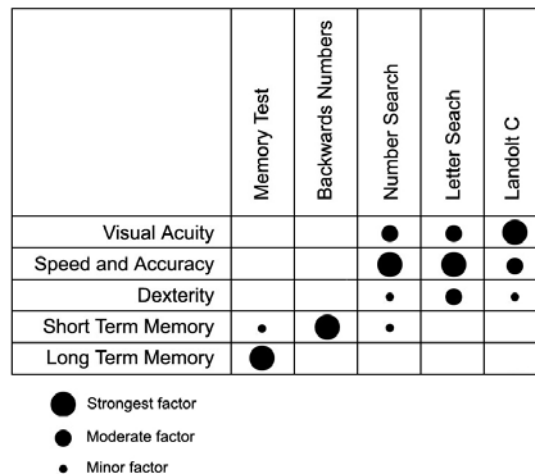 Memory Test
Backwards Numbers
Number Search
Letter Seach
Landolt C
Visual Acuity
Speed and Accuracy
Dexterity
Short Term Memory
Long Term Memory
Strongest factor
Moderate factor
Minor factor